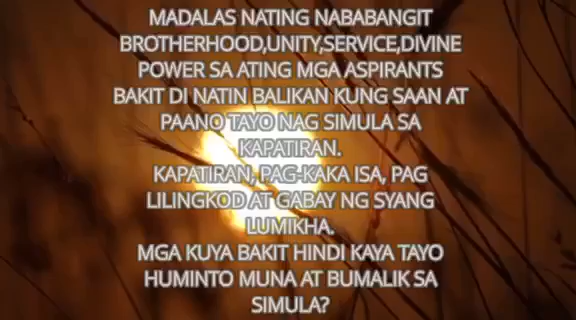 MADALAS NATING NABABANGIT
BROTHERHOOD,UNITY,SERVICE,DIVINE
POWER SA ATING MGA ASPIRANTS
BAKIT DI NATIN BALIKAN KUNG SAAN AT
PAANO TAYO NAG SIMULA SA
KAPATIRAN.
KAPATIRAN, PAG-KAKA ISA, PAG
LILINGKOD AT GABAY NG SYANG
LUMIKHA.
MGA KUYA BAKIT HINDI KAYA TAYO
HUMINTO MUNA AT BUMALIK SA
SIMULA?